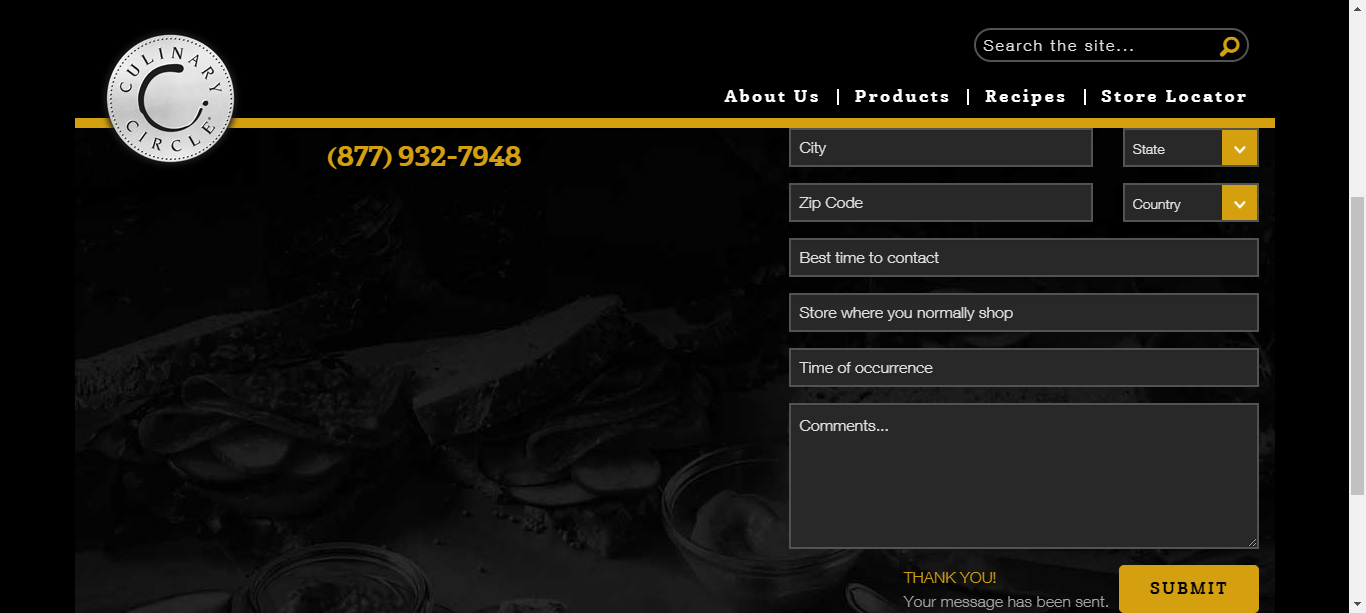 CULINARY
CIRCLE®
Search the site...
About Us | Products | Recipes | Store Locator
(877) 932-7948
City
State
Zip Code
Country
Best time to contact
Store where you normally shop
Time of occurrence
Comments...
THANK YOU!
Your message has been sent.
SUBMIT